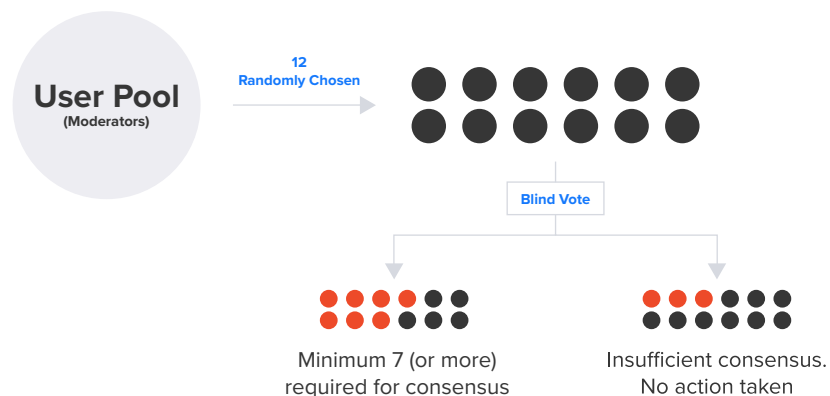 User Pool
(Moderators)
12
Randomly Chosen
Blind Vote
Minimum 7 (or more)
required for consensus
Insufficient consensus.
No action taken